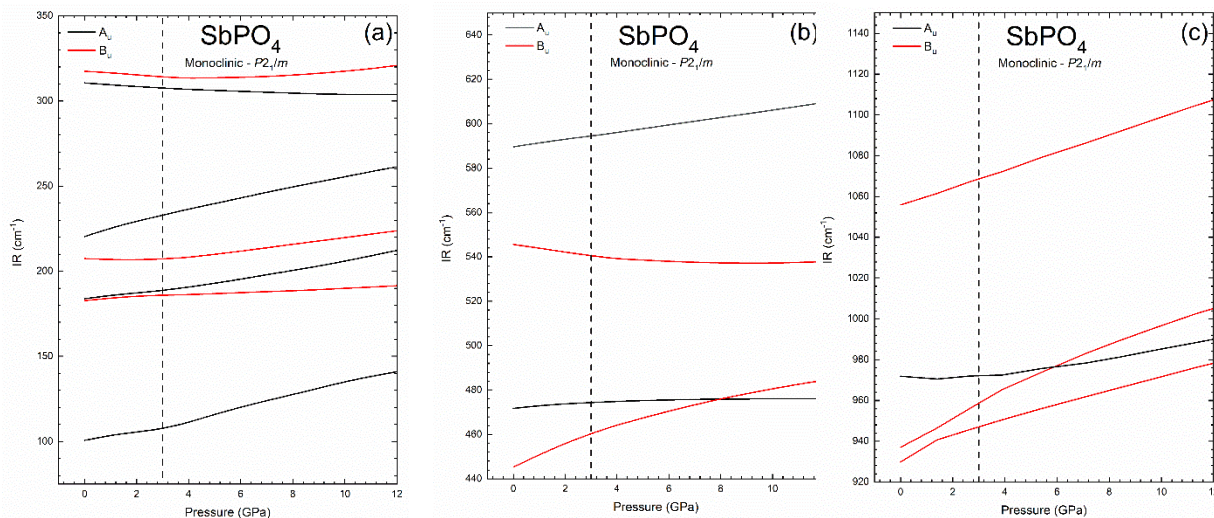 350
300
250
200
150
100
IR (cm⁻¹)
Aᵤ
Bᵤ
SbPO₄
(a)
Monoclinic - P2₁/m
0 2 4 6 8 10 12
Pressure (GPa)
640
620
600
580
560
540
520
500
480
460
440
IR (cm⁻¹)
Aᵤ
Bᵤ
SbPO₄
(b)
Monoclinic - P2₁/m
0 2 4 6 8 10
Pressure (GPa)
1140
1120
1100
1080
1060
1040
1020
1000
980
960
940
920
IR (cm⁻¹)
Aᵤ
Bᵤ
SbPO₄
(c)
Monoclinic - P2₁/m
0 2 4 6 8 10 12
Pressure (GPa)